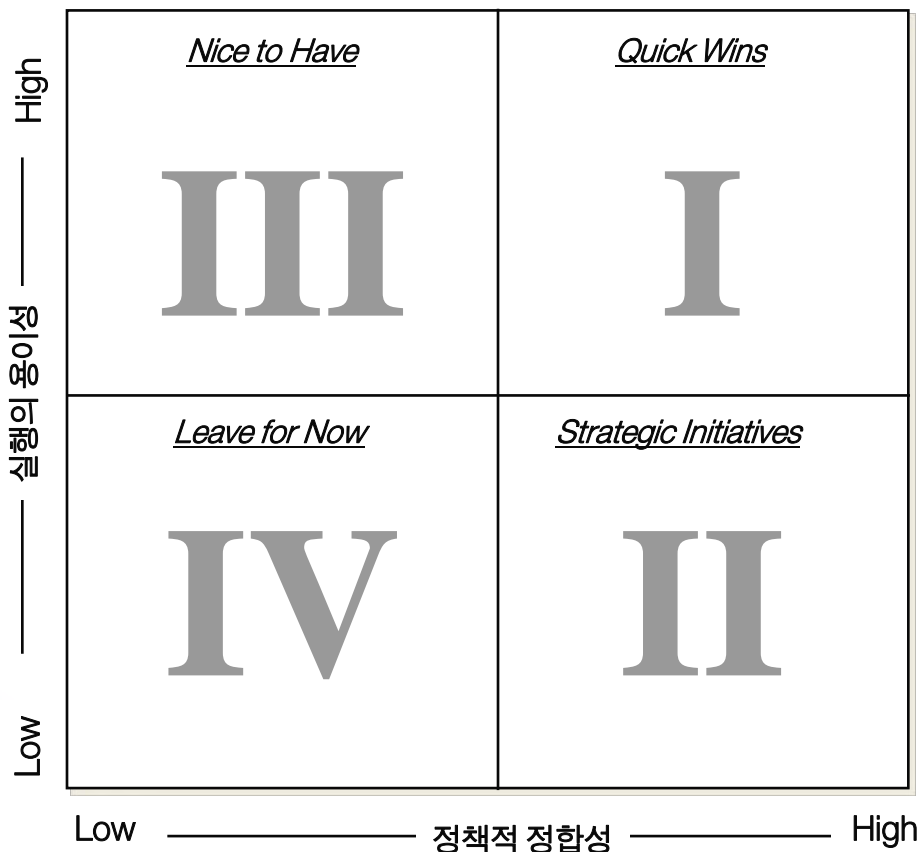 Nice to Have
Quick Wins
High
III
I
실행의 용이성
Leave for Now
Strategic Initiatives
IV
II
Low
Low
정책적 정합성
High